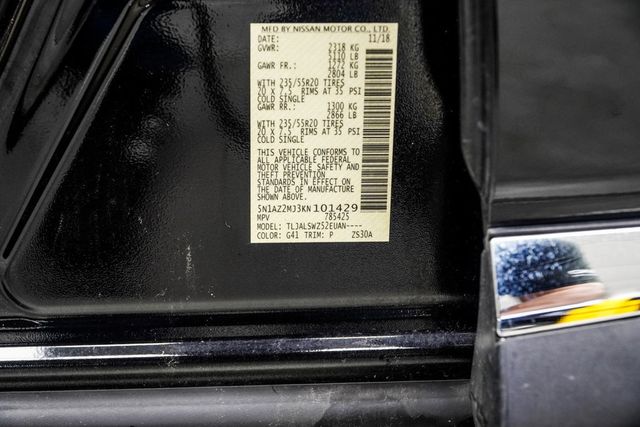 MFD BY NISSAN MOTOR CO., LTD.
DATE: 11/18
GVWR: 2318 KG
5110 LB
GAWR FR.: 1272 KG
2804 LB
WITH 235/55R20 TIRES
20 x 7.5 RIMS AT 35 PSI
COLD SINGLE
GAWR RR.: 1300 KG
2866 LB
WITH 235/55R20 TIRES
20 x 7.5 RIMS AT 35 PSI
COLD SINGLE
THIS VEHICLE CONFORMS TO
ALL APPLICABLE FEDERAL
MOTOR VEHICLE SAFETY AND
THEFT PREVENTION
STANDARDS IN EFFECT ON
THE DATE OF MANUFACTURE
SHOWN ABOVE.
5N1AZ2MJ3KN101429
MPV 785425
MODEL: TLJALSWZ52EUAN----
COLOR: G41 TRIM: P ZS30A